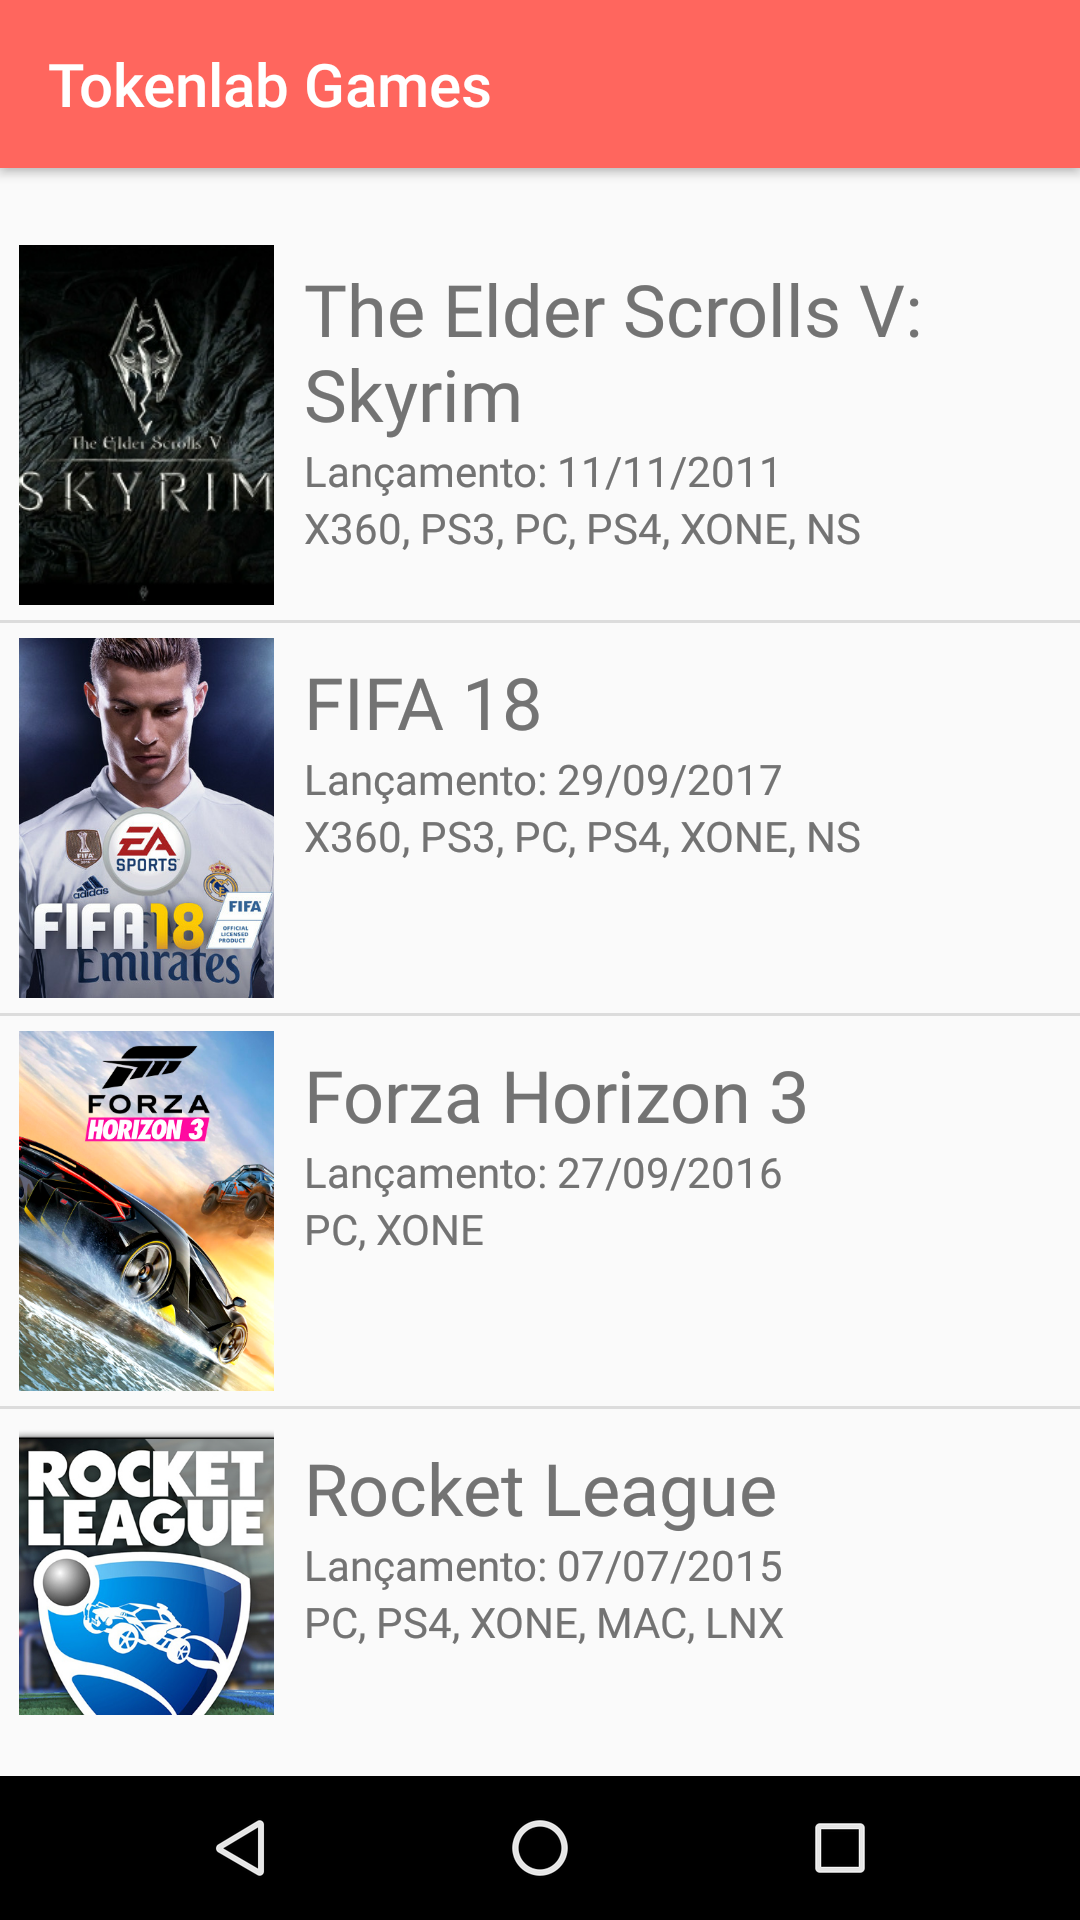 Tokenlab Games
The Elder Scrolls V
SKYRIM
The Elder Scrolls V:
Skyrim
Lançamento: 11/11/2011
X360, PS3, PC, PS4, XONE, NS
FIFA
EA
SPORTS
adidas
FIFA 18
FIFA
OFFICIAL
LICENSED
PRODUCT
Emirates
FIFA 18
Lançamento: 29/09/2017
X360, PS3, PC, PS4, XONE, NS
FORZA
HORIZON 3
Forza Horizon 3
Lançamento: 27/09/2016
PC, XONE
ROCKET
LEAGUE
Rocket League
Lançamento: 07/07/2015
PC, PS4, XONE, MAC, LNX